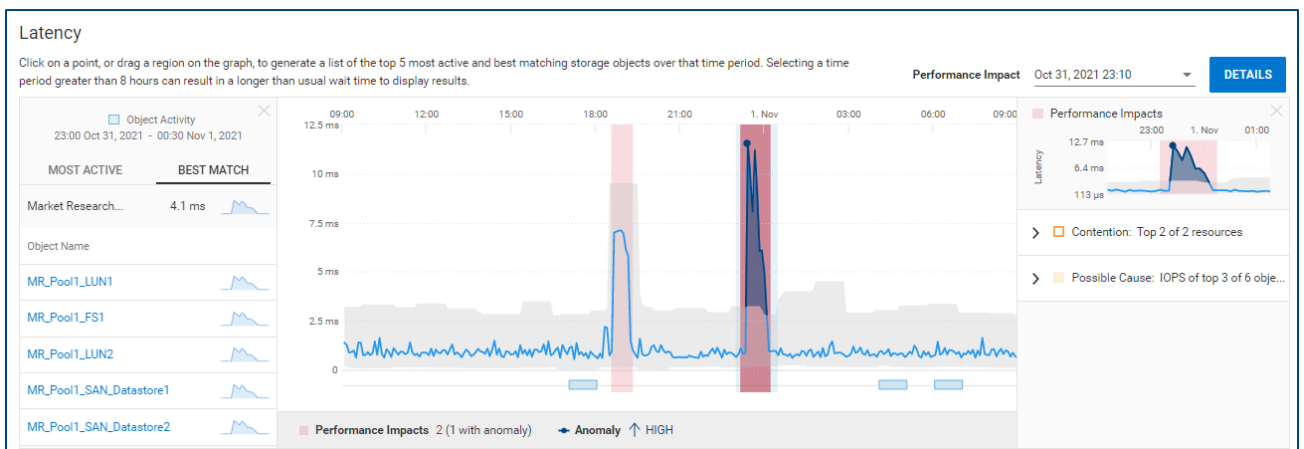 Latency
Click on a point, or drag a region on the graph, to generate a list of the top 5 most active and best matching storage objects over that time period. Selecting a time
period greater than 8 hours can result in a longer than usual wait time to display results.
Performance Impact Oct 31, 2021 23:10 DETAILS
Object Activity
23:00 Oct 31, 2021 - 00:30 Nov 1, 2021
MOST ACTIVE BEST MATCH
Market Research... 4.1 ms
Object Name
MR_Pool1_LUN1
MR_Pool1_FS1
MR_Pool1_LUN2
MR_Pool1_SAN_Datastore1
MR_Pool1_SAN_Datastore2
09:00 12:00 15:00 18:00 21:00 1. Nov 03:00 06:00 09:00
12.5 ms
10 ms
7.5 ms
5 ms
2.5 ms
0
Performance Impacts 2 (1 with anomaly) Anomaly ↑ HIGH
Performance Impacts
23:00 1. Nov 01:00
Latency
12.7 ms
6.4 ms
113 µs
Contention: Top 2 of 2 resources
Possible Cause: IOPS of top 3 of 6 obje...